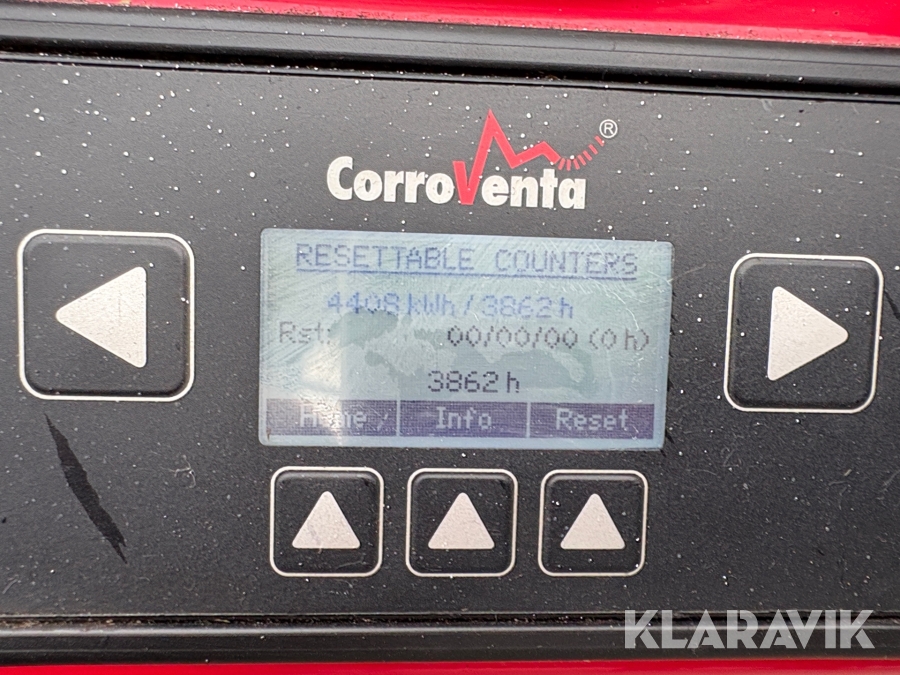 CorroVenta®
RESETTABLE COUNTERS
4408 kWh / 3862 h
Rst: 00/00/00 (0 h)
3862 h
Home Info Reset
KLARAVIK